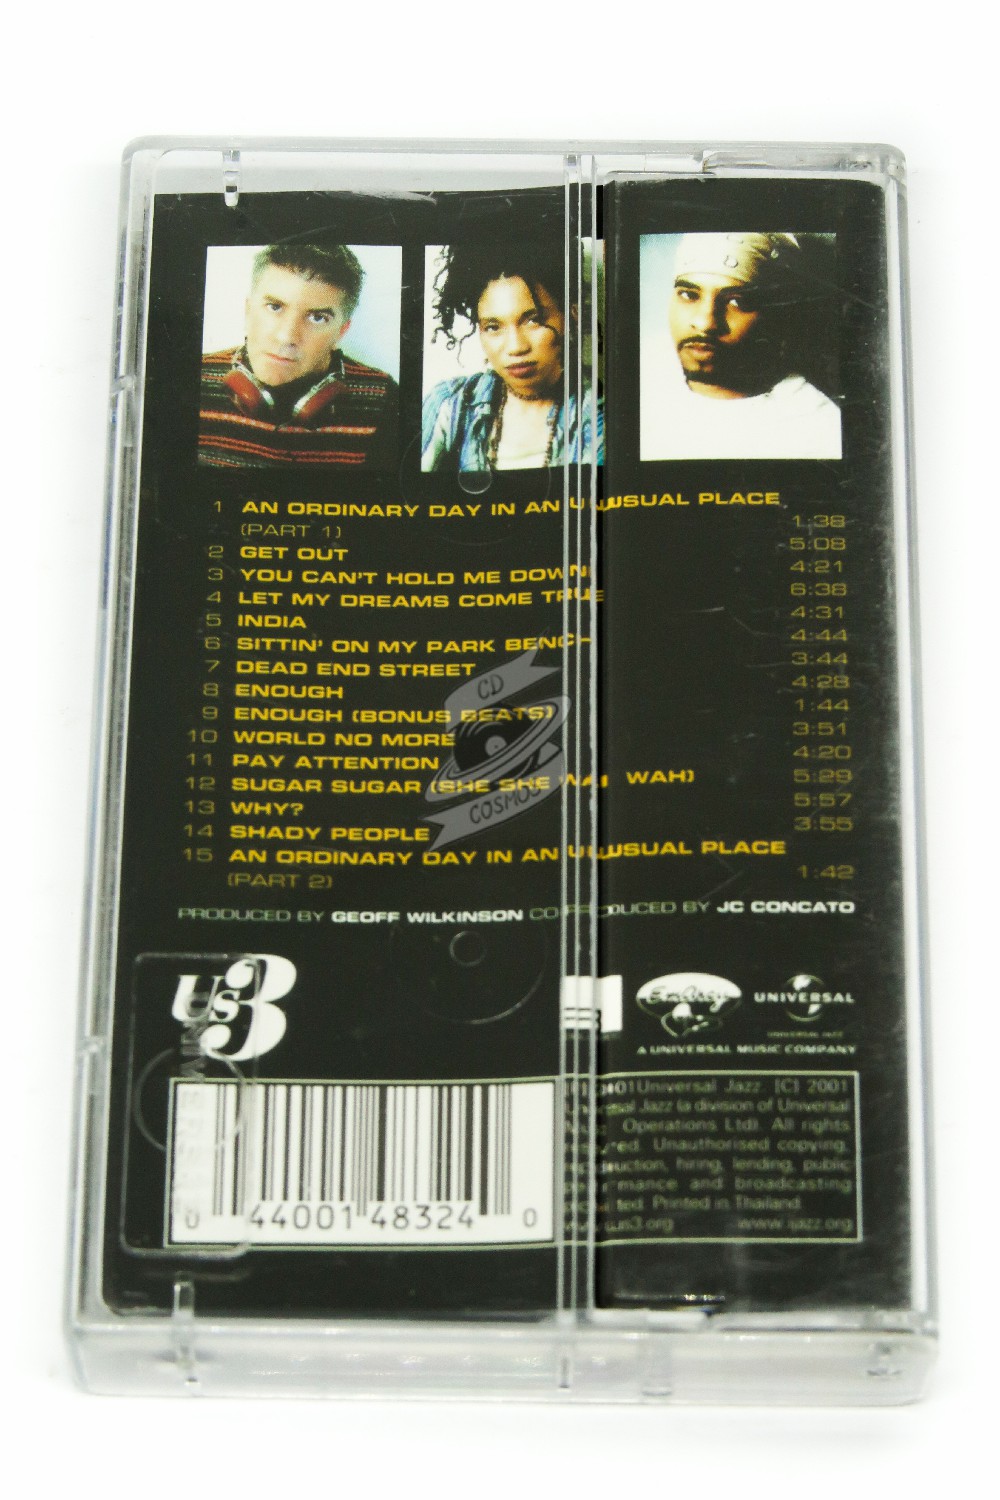 1 AN ORDINARY DAY IN AN UNUSUAL PLACE
(PART 1) 1:38
2 GET OUT 5:08
3 YOU CAN'T HOLD ME DOWN 4:21
4 LET MY DREAMS COME TRUE 6:38
5 INDIA 4:31
6 SITTIN' ON MY PARK BENCH 4:44
7 DEAD END STREET 3:44
8 ENOUGH 4:28
9 ENOUGH (BONUS BEATS) 1:44
10 WORLD NO MORE 3:51
11 PAY ATTENTION 4:20
12 SUGAR SUGAR (SHE SHE WAH WAH) 5:29
13 WHY? 5:57
14 SHADY PEOPLE 3:55
15 AN ORDINARY DAY IN AN UNUSUAL PLACE
(PART 2) 1:42
CD
COSMOS
PRODUCED BY GEOFF WILKINSON CO PRODUCED BY JC CONCATO
US3
EmArcy
UNIVERSAL
UNIVERSAL JAZZ
A UNIVERSAL MUSIC COMPANY
2001 Universal Jazz. (C) 2001
Universal Jazz (a division of Universal
Music Operations Ltd). All rights
reserved. Unauthorised copying,
reproduction, hiring, lending, public
performance and broadcasting
prohibited. Printed in Thailand.
www.us3.org www.ijazz.org
0 44001 48324 0